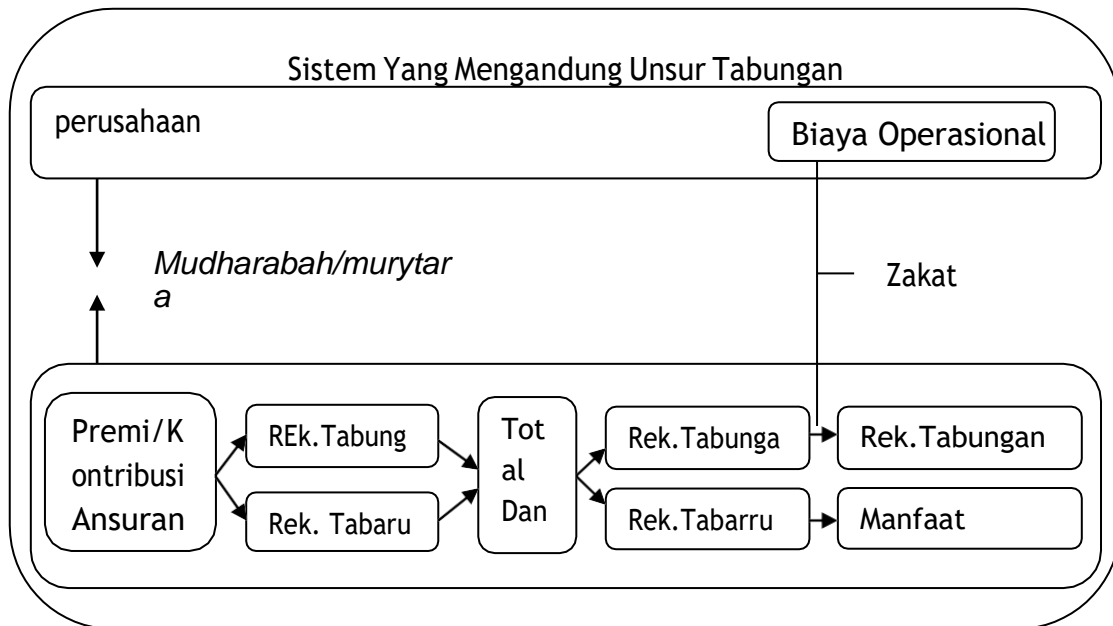 Sistem Yang Mengandung Unsur Tabungan
perusahaan
Biaya Operasional
Mudharabah/murytar
a
Zakat
Premi/K
ontribusi
Ansuran
REk.Tabung
Rek. Tabaru
Tot
al
Dan
Rek.Tabunga
Rek.Tabarru
Rek.Tabungan
Manfaat